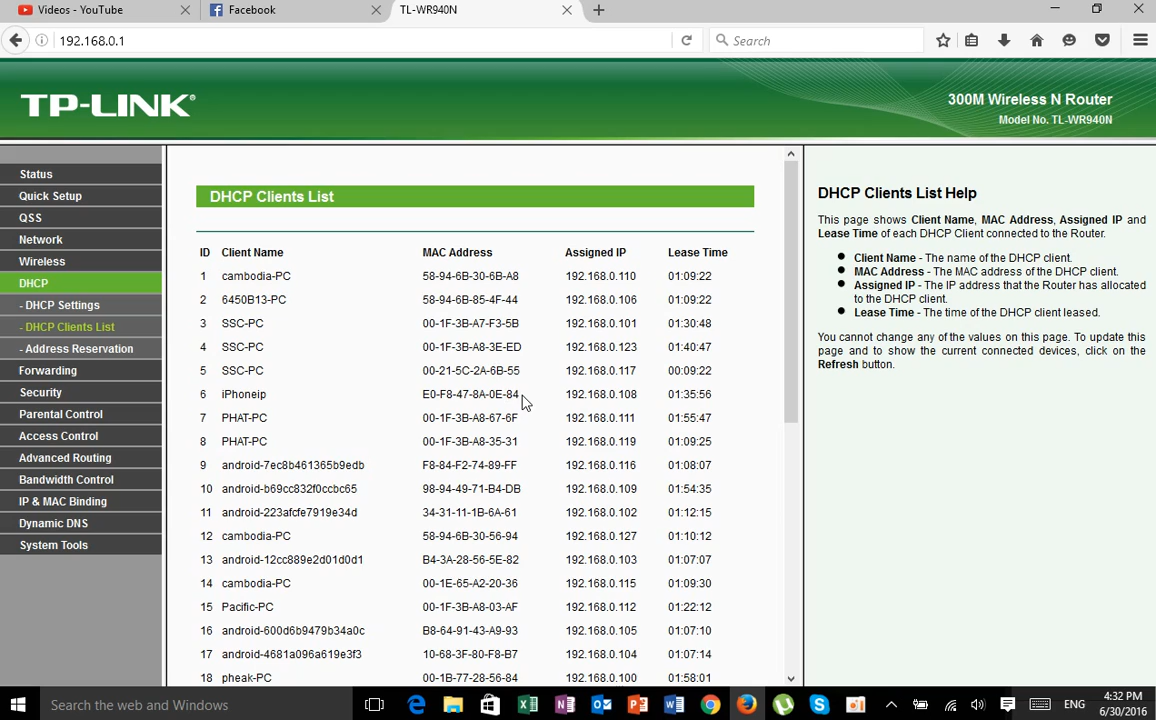 Videos - YouTube
Facebook
TL-WR940N
192.168.0.1
Search
TP-LINK®
300M Wireless N Router
Model No. TL-WR940N
Status
Quick Setup
QSS
Network
Wireless
DHCP
- DHCP Settings
- DHCP Clients List
- Address Reservation
Forwarding
Security
Parental Control
Access Control
Advanced Routing
Bandwidth Control
IP & MAC Binding
Dynamic DNS
System Tools
DHCP Clients List
ID Client Name MAC Address Assigned IP Lease Time
1 cambodia-PC 58-94-6B-30-6B-A8 192.168.0.110 01:09:22
2 6450B13-PC 58-94-6B-85-4F-44 192.168.0.106 01:09:22
3 SSC-PC 00-1F-3B-A7-F3-5B 192.168.0.101 01:30:48
4 SSC-PC 00-1F-3B-A8-3E-ED 192.168.0.123 01:40:47
5 SSC-PC 00-21-5C-2A-6B-55 192.168.0.117 00:09:22
6 iPhoneip E0-F8-47-8A-0E-84 192.168.0.108 01:35:56
7 PHAT-PC 00-1F-3B-A8-67-6F 192.168.0.111 01:55:47
8 PHAT-PC 00-1F-3B-A8-35-31 192.168.0.119 01:09:25
9 android-7ec8b461365b9edb F8-84-F2-74-89-FF 192.168.0.116 01:08:07
10 android-b69cc832f0ccbc65 98-94-49-71-B4-DB 192.168.0.109 01:54:35
11 android-223afcfe7919e34d 34-31-11-1B-6A-61 192.168.0.102 01:12:15
12 cambodia-PC 58-94-6B-30-56-94 192.168.0.127 01:10:12
13 android-12cc889e2d01d0d1 B4-3A-28-56-5E-82 192.168.0.103 01:07:07
14 cambodia-PC 00-1E-65-A2-20-36 192.168.0.115 01:09:30
15 Pacific-PC 00-1F-3B-A8-03-AF 192.168.0.112 01:22:12
16 android-600d6b9479b34a0c B8-64-91-43-A9-93 192.168.0.105 01:07:10
17 android-4681a096a619e3f3 10-68-3F-80-F8-B7 192.168.0.104 01:07:14
18 pheak-PC 00-1B-77-28-56-84 192.168.0.100 01:58:01
DHCP Clients List Help
This page shows Client Name, MAC Address, Assigned IP and
Lease Time of each DHCP Client connected to the Router.
Client Name - The name of the DHCP client.
MAC Address - The MAC address of the DHCP client.
Assigned IP - The IP address that the Router has allocated
to the DHCP client.
Lease Time - The time of the DHCP client leased.
You cannot change any of the values on this page. To update this
page and to show the current connected devices, click on the
Refresh button.
Search the web and Windows
ENG
4:32 PM
6/30/2016